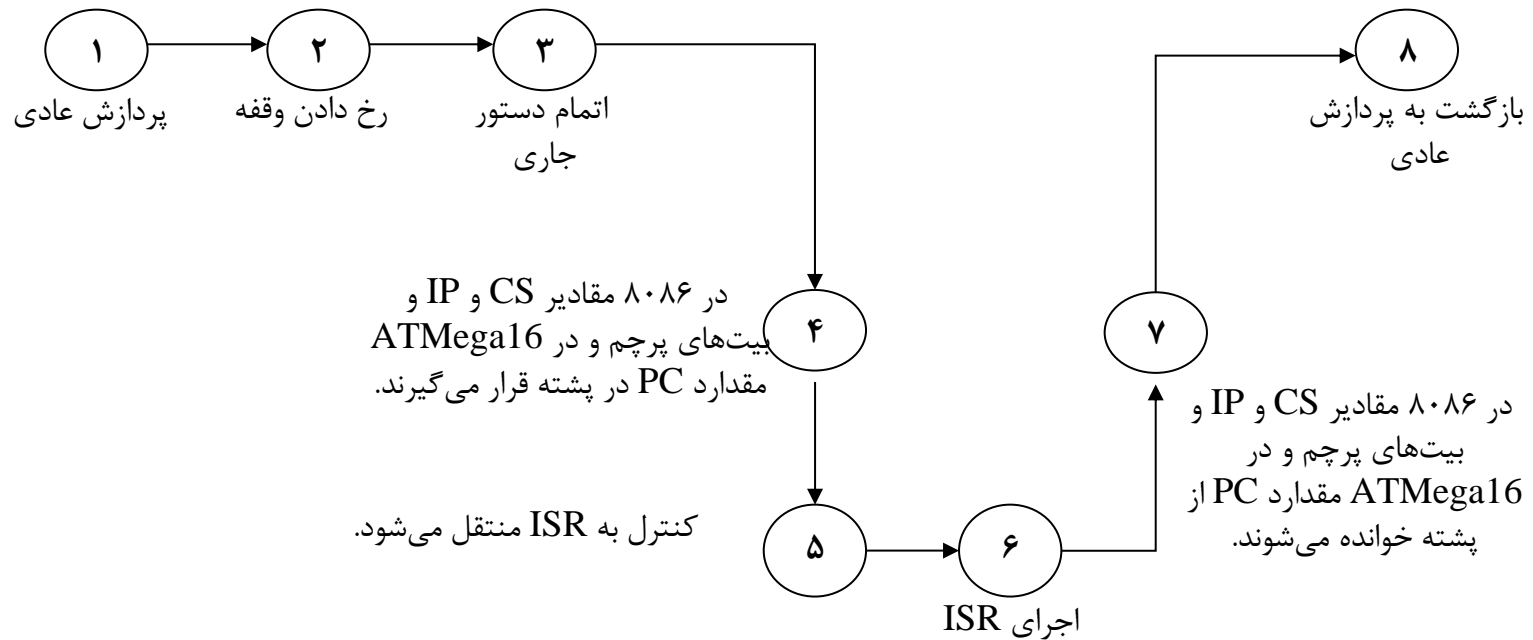 ۱
پردازش عادی
۲
رخ دادن وقفه
۳
اتمام دستور
جاری
۴
در ۸۰۸۶ مقادیر CS و IP و
بیت‌های پرچم و در ATMega16
مقدارد PC در پشته قرار می‌گیرند.
۵
کنترل به ISR منتقل می‌شود.
۶
اجرای ISR
۷
در ۸۰۸۶ مقادیر CS و IP و
بیت‌های پرچم و در
ATMega16 مقدارد PC از
پشته خوانده می‌شوند.
۸
بازگشت به پردازش
عادی